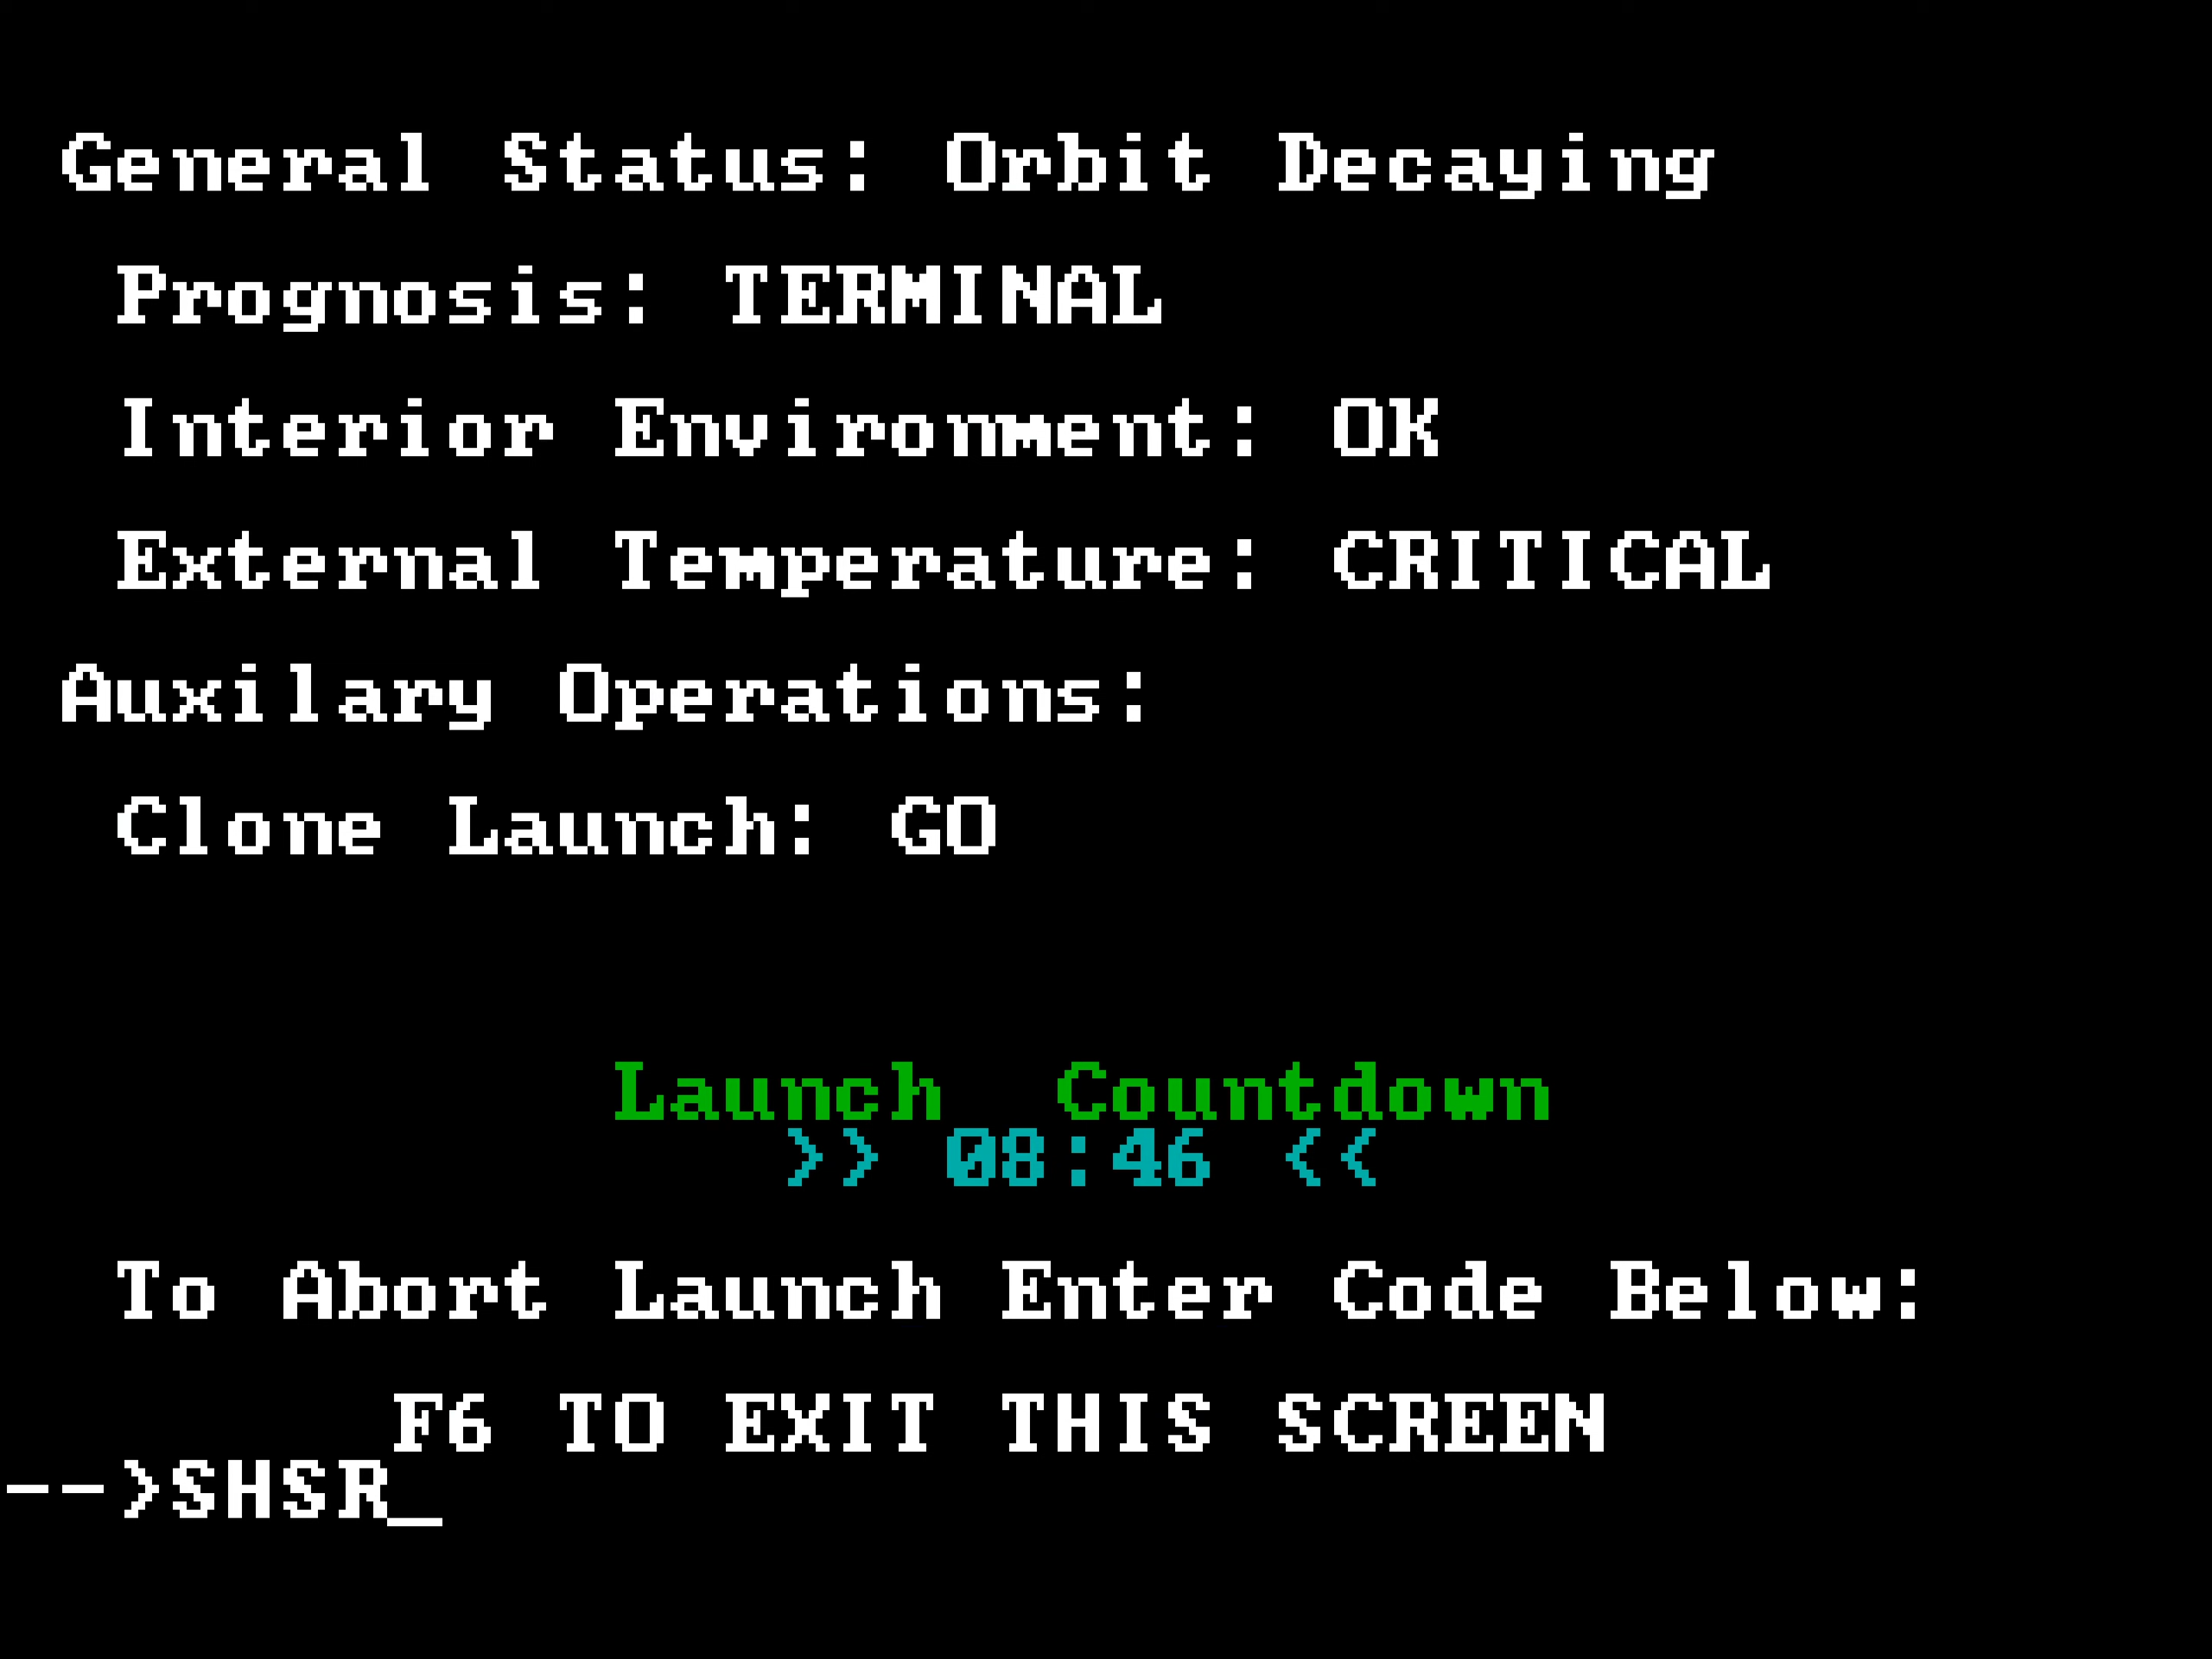 General Status: Orbit Decaying
Prognosis: TERMINAL
Interior Environment: OK
External Temperature: CRITICAL
Auxilary Operations:
Clone Launch: GO
Launch  Countdown
>> 08:46 <<
To Abort Launch Enter Code Below:
F6 TO EXIT THIS SCREEN
-->SHSR_